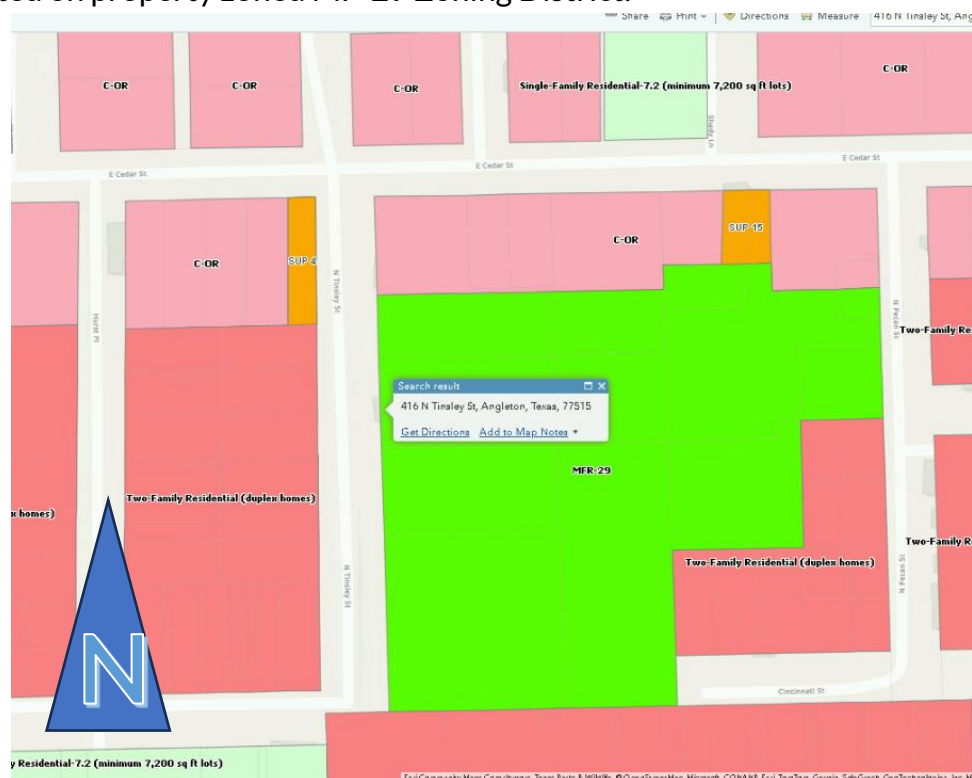 Share Print Directions Measure 416 N Tinsley St, Ang
C-OR
C-OR
C-OR
Single-Family Residential-7.2 (minimum 7,200 sq ft lots)
C-OR
Shady Ln
E Cedar St
E Cedar St
E Cedar St
C-OR
SUP 4
C-OR
SUP 15
N Tinsley St
Hurst Pl
N Pecan St
Two-Family Re
Search result
416 N Tinsley St, Angleton, Texas, 77515
Get Directions Add to Map Notes
MFR-29
Two-Family Residential (duplex homes)
x homes)
Two-Family Residential (duplex homes)
Two-Family R
N Tinsley St
N Pecan St
N
Cincinnati St
y Residential-7.2 (minimum 7,200 sq ft lots)